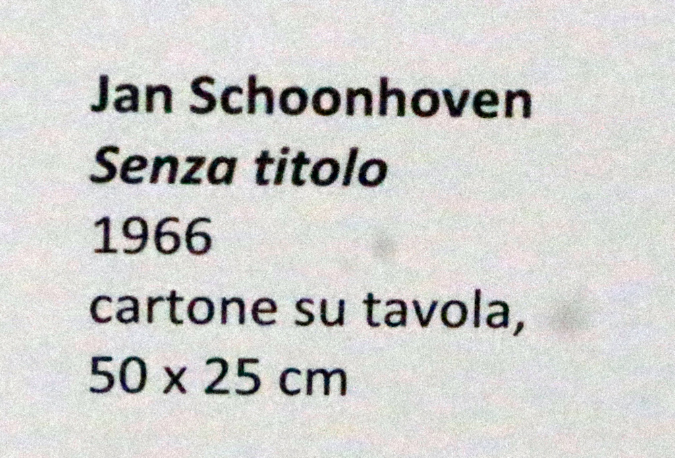 Jan Schoonhoven
Senza titolo
1966
cartone su tavola,
50 x 25 cm